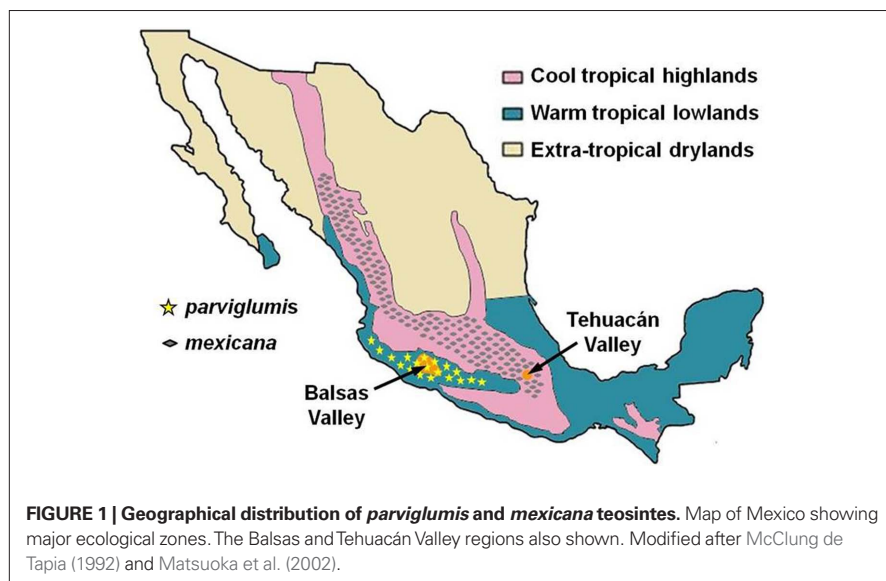 Cool tropical highlands
Warm tropical lowlands
Extra-tropical drylands
parviglumis
mexicana
Tehuacán
Valley
Balsas
Valley
FIGURE 1 | Geographical distribution of parviglumis and mexicana teosintes. Map of Mexico showing
major ecological zones. The Balsas and Tehuacán Valley regions also shown. Modified after McClung de
Tapia (1992) and Matsuoka et al. (2002).